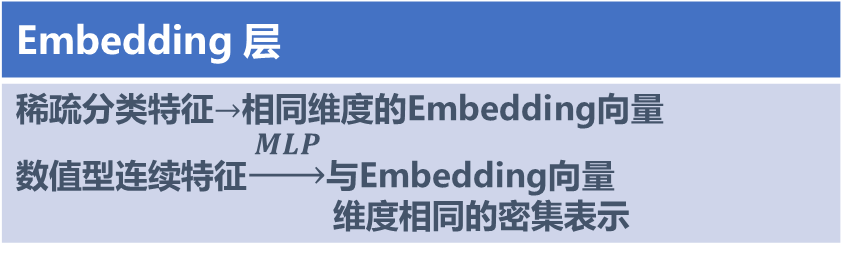 Embedding 层
稀疏分类特征→相同维度的Embedding向量
MLP
数值型连续特征⟶与Embedding向量
维度相同的密集表示